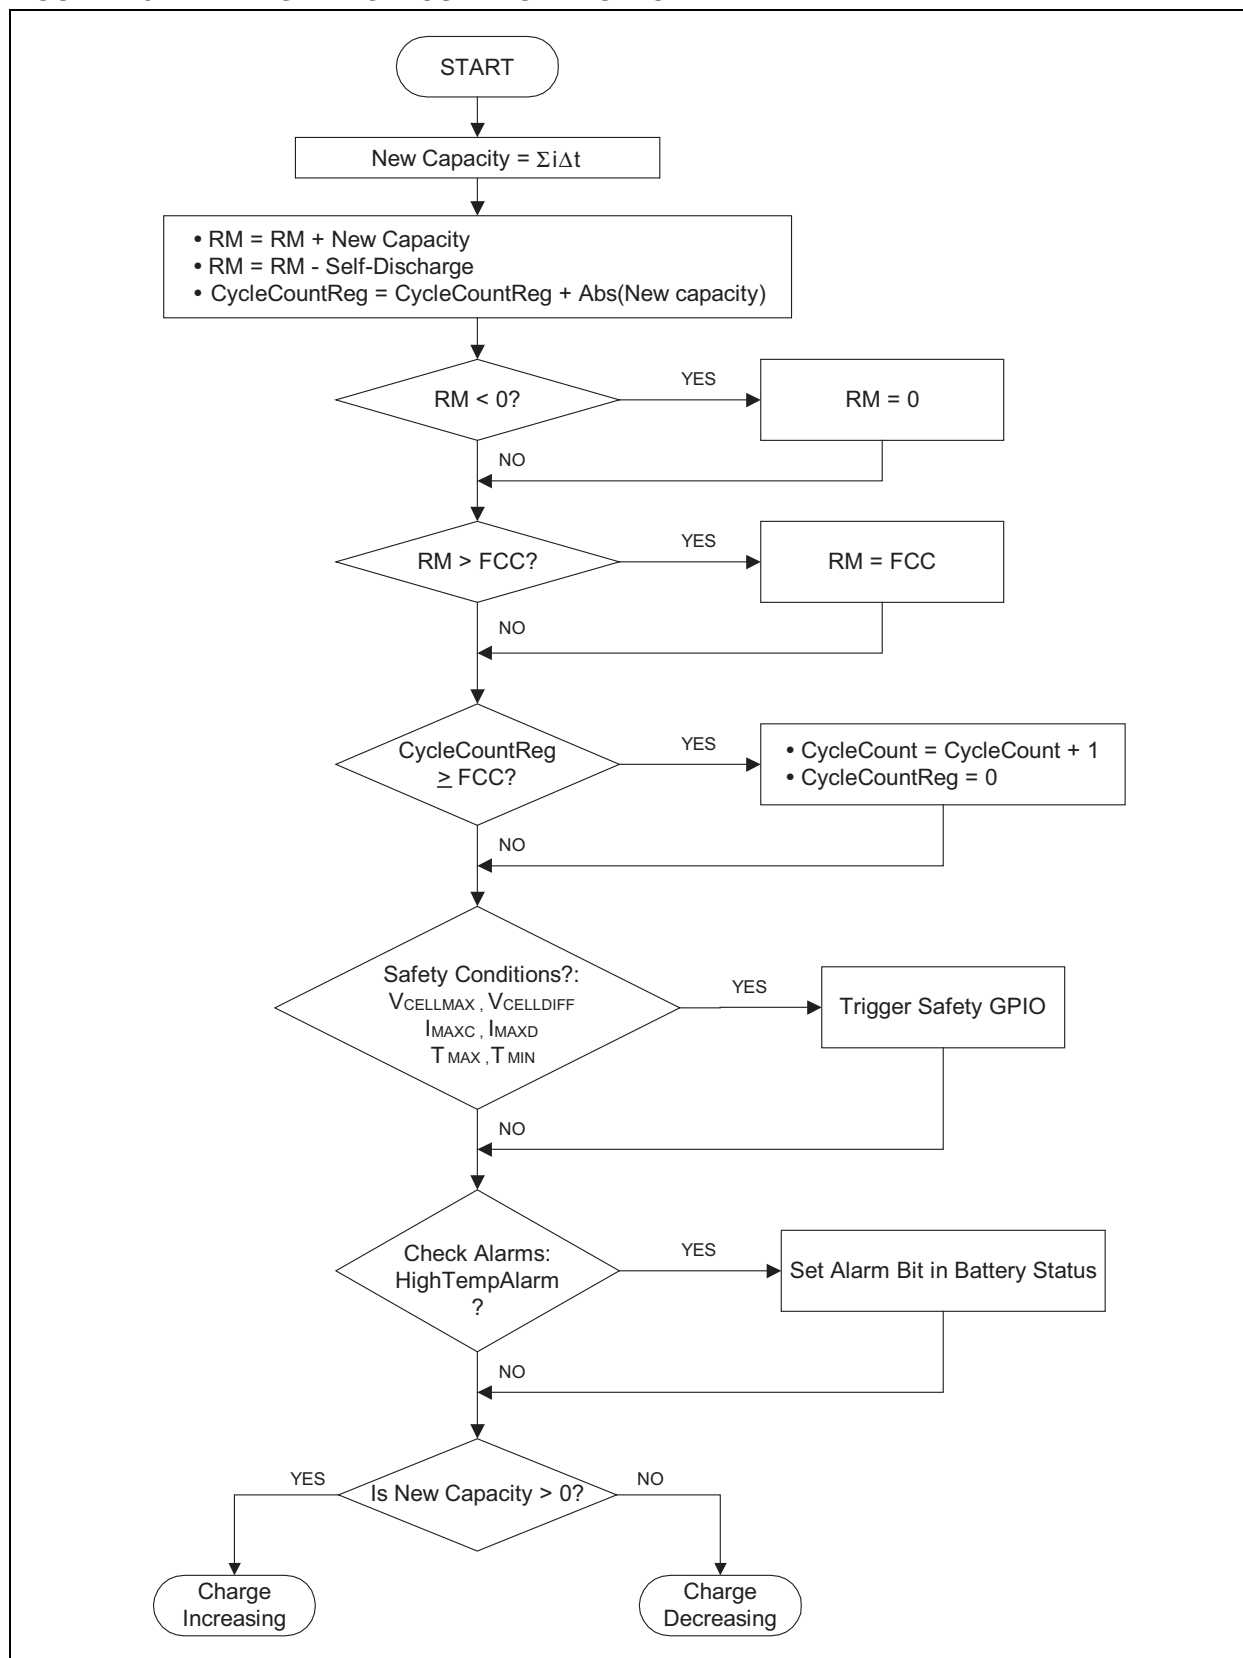 START
New Capacity = ΣiΔt
• RM = RM + New Capacity
• RM = RM - Self-Discharge
• CycleCountReg = CycleCountReg + Abs(New capacity)
RM < 0?
YES
RM = 0
NO
RM > FCC?
YES
RM = FCC
NO
CycleCountReg
≥ FCC?
YES
• CycleCount = CycleCount + 1
• CycleCountReg = 0
NO
Safety Conditions?:
VCELLMAX , VCELLDIFF
IMAXC , IMAXD
TMAX , TMIN
YES
Trigger Safety GPIO
NO
Check Alarms:
HighTempAlarm
?
YES
Set Alarm Bit in Battery Status
NO
Is New Capacity > 0?
YES
NO
Charge
Increasing
Charge
Decreasing